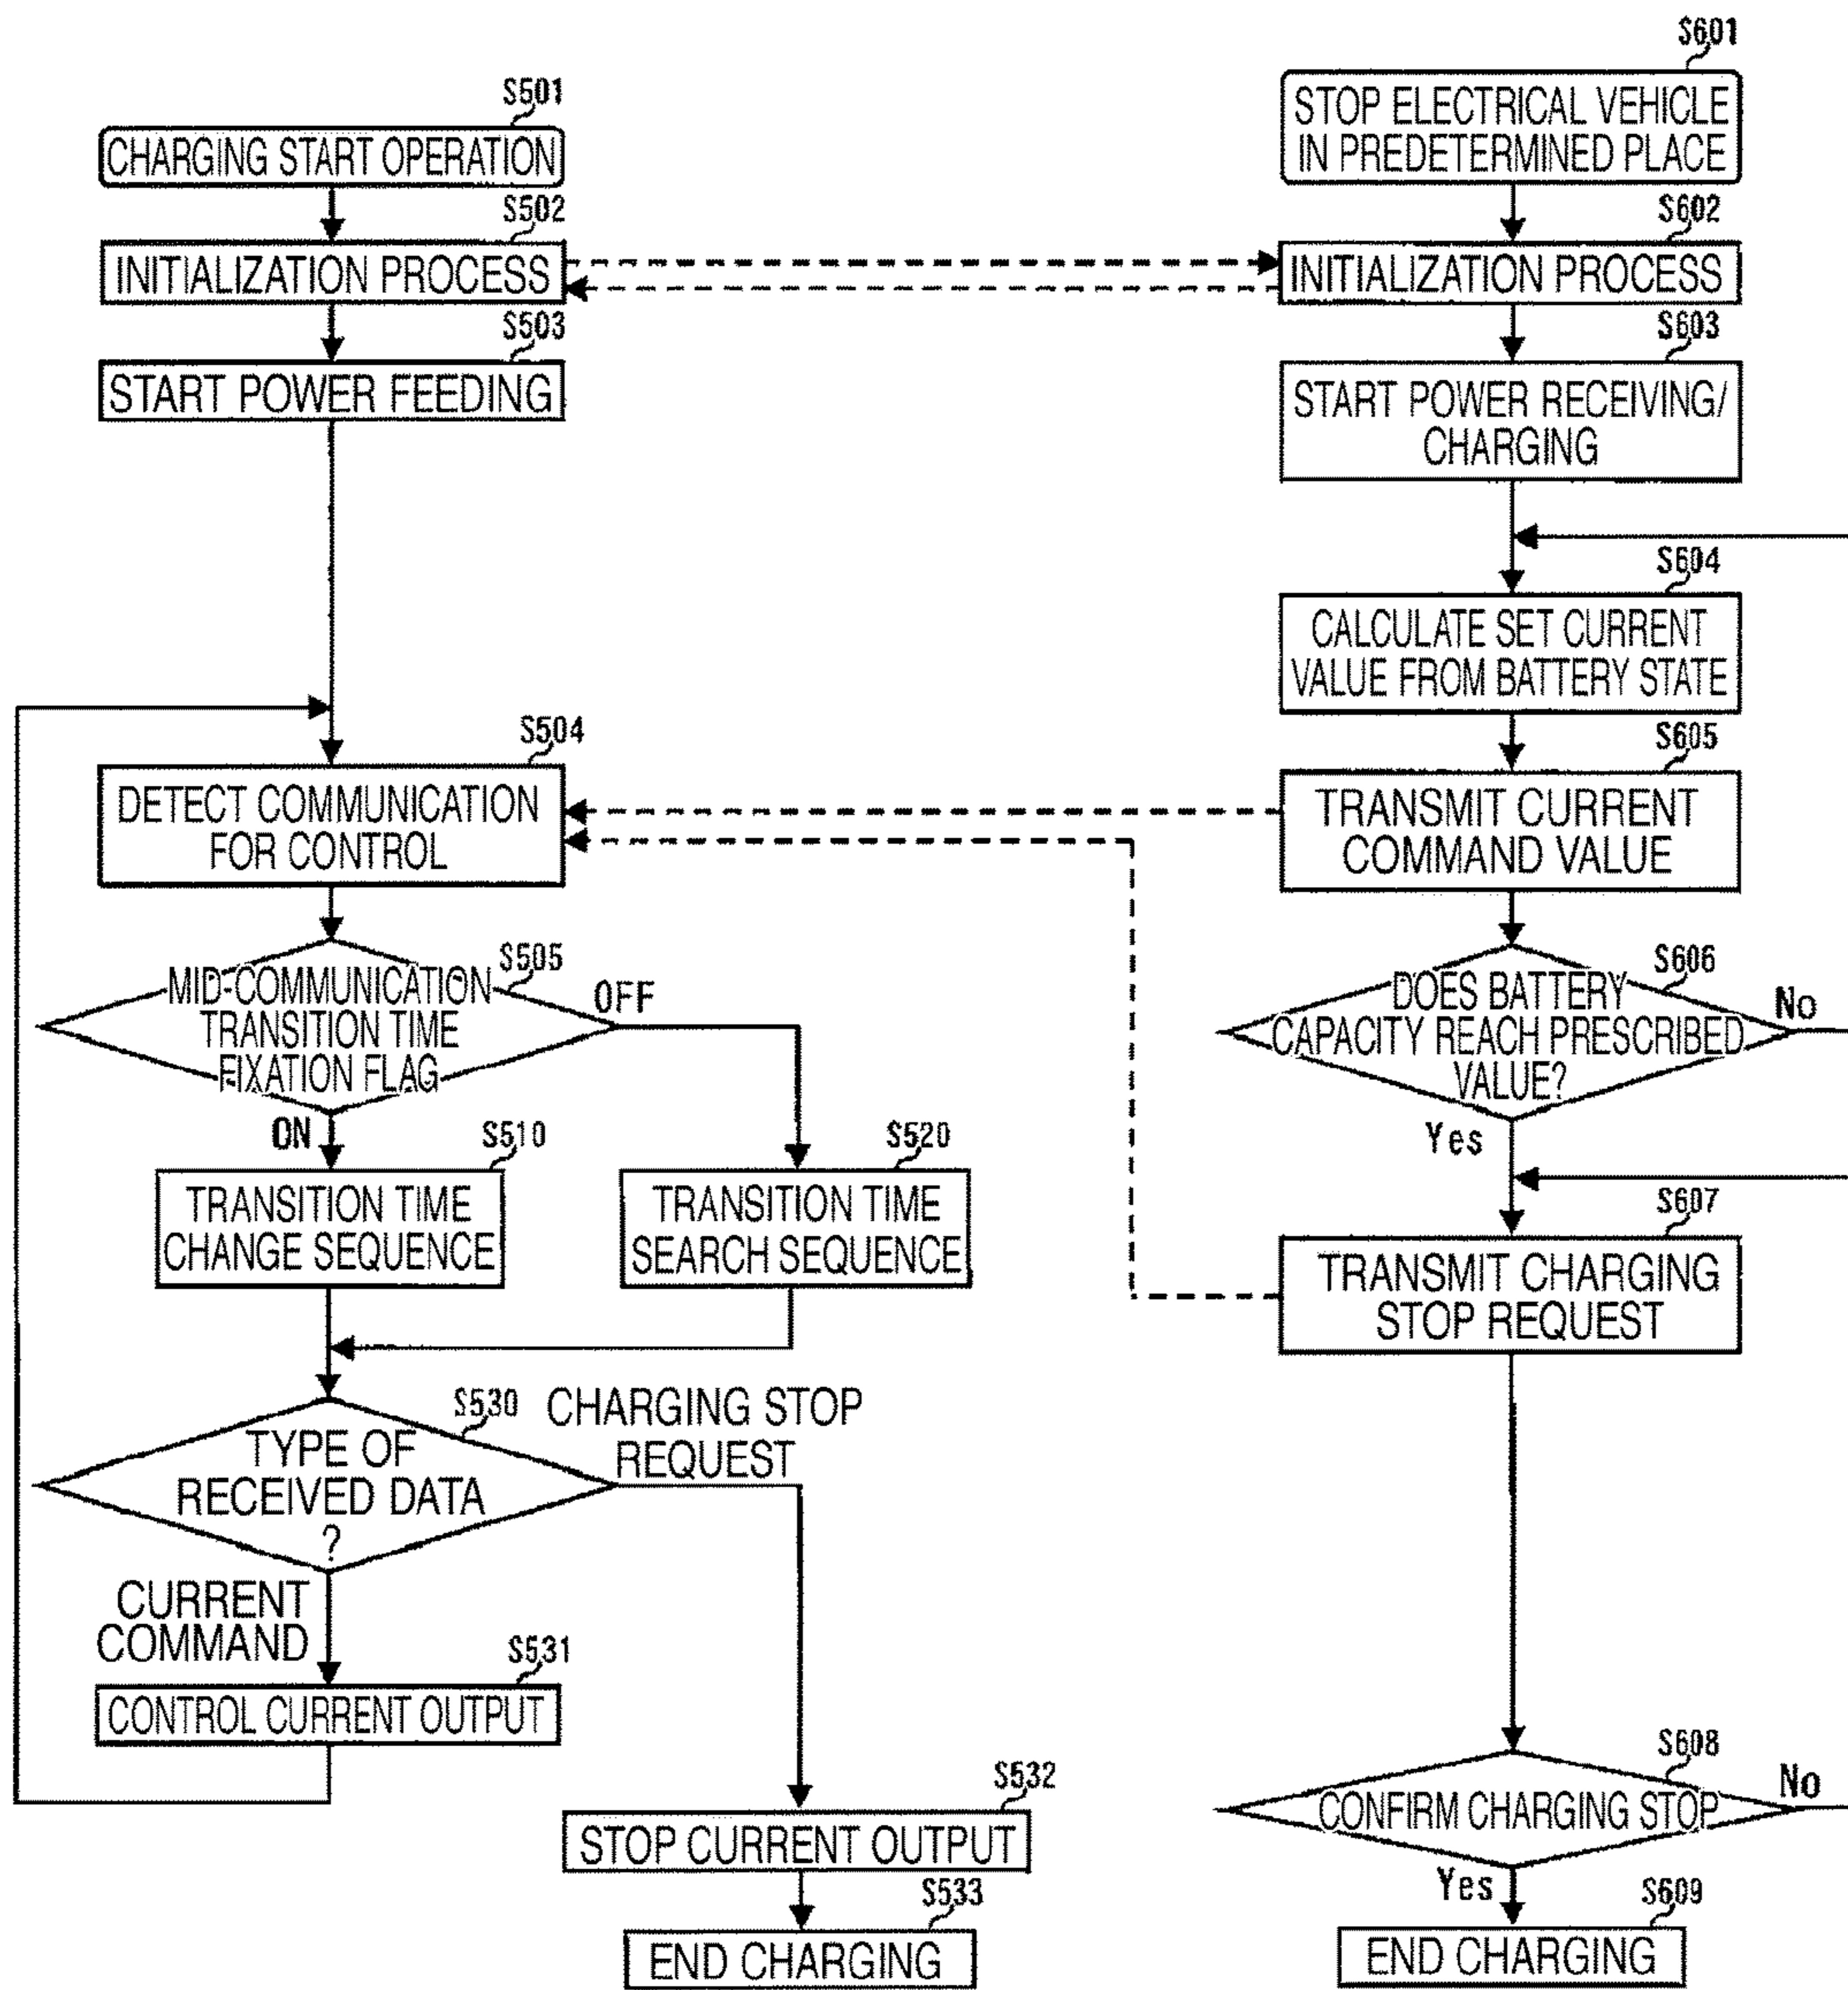 S501
CHARGING START OPERATION
S502
INITIALIZATION PROCESS
S503
START POWER FEEDING
S504
DETECT COMMUNICATION
FOR CONTROL
S505
MID-COMMUNICATION
TRANSITION TIME
FIXATION FLAG
OFF
ON
S510
TRANSITION TIME
CHANGE SEQUENCE
S520
TRANSITION TIME
SEARCH SEQUENCE
S530
TYPE OF
RECEIVED DATA
?
CHARGING STOP
REQUEST
CURRENT
COMMAND
S531
CONTROL CURRENT OUTPUT
S532
STOP CURRENT OUTPUT
S533
END CHARGING
S601
STOP ELECTRICAL VEHICLE
IN PREDETERMINED PLACE
S602
INITIALIZATION PROCESS
S603
START POWER RECEIVING/
CHARGING
S604
CALCULATE SET CURRENT
VALUE FROM BATTERY STATE
S605
TRANSMIT CURRENT
COMMAND VALUE
S606
DOES BATTERY
CAPACITY REACH PRESCRIBED
VALUE?
No
Yes
S607
TRANSMIT CHARGING
STOP REQUEST
S608
CONFIRM CHARGING STOP
No
Yes
S609
END CHARGING